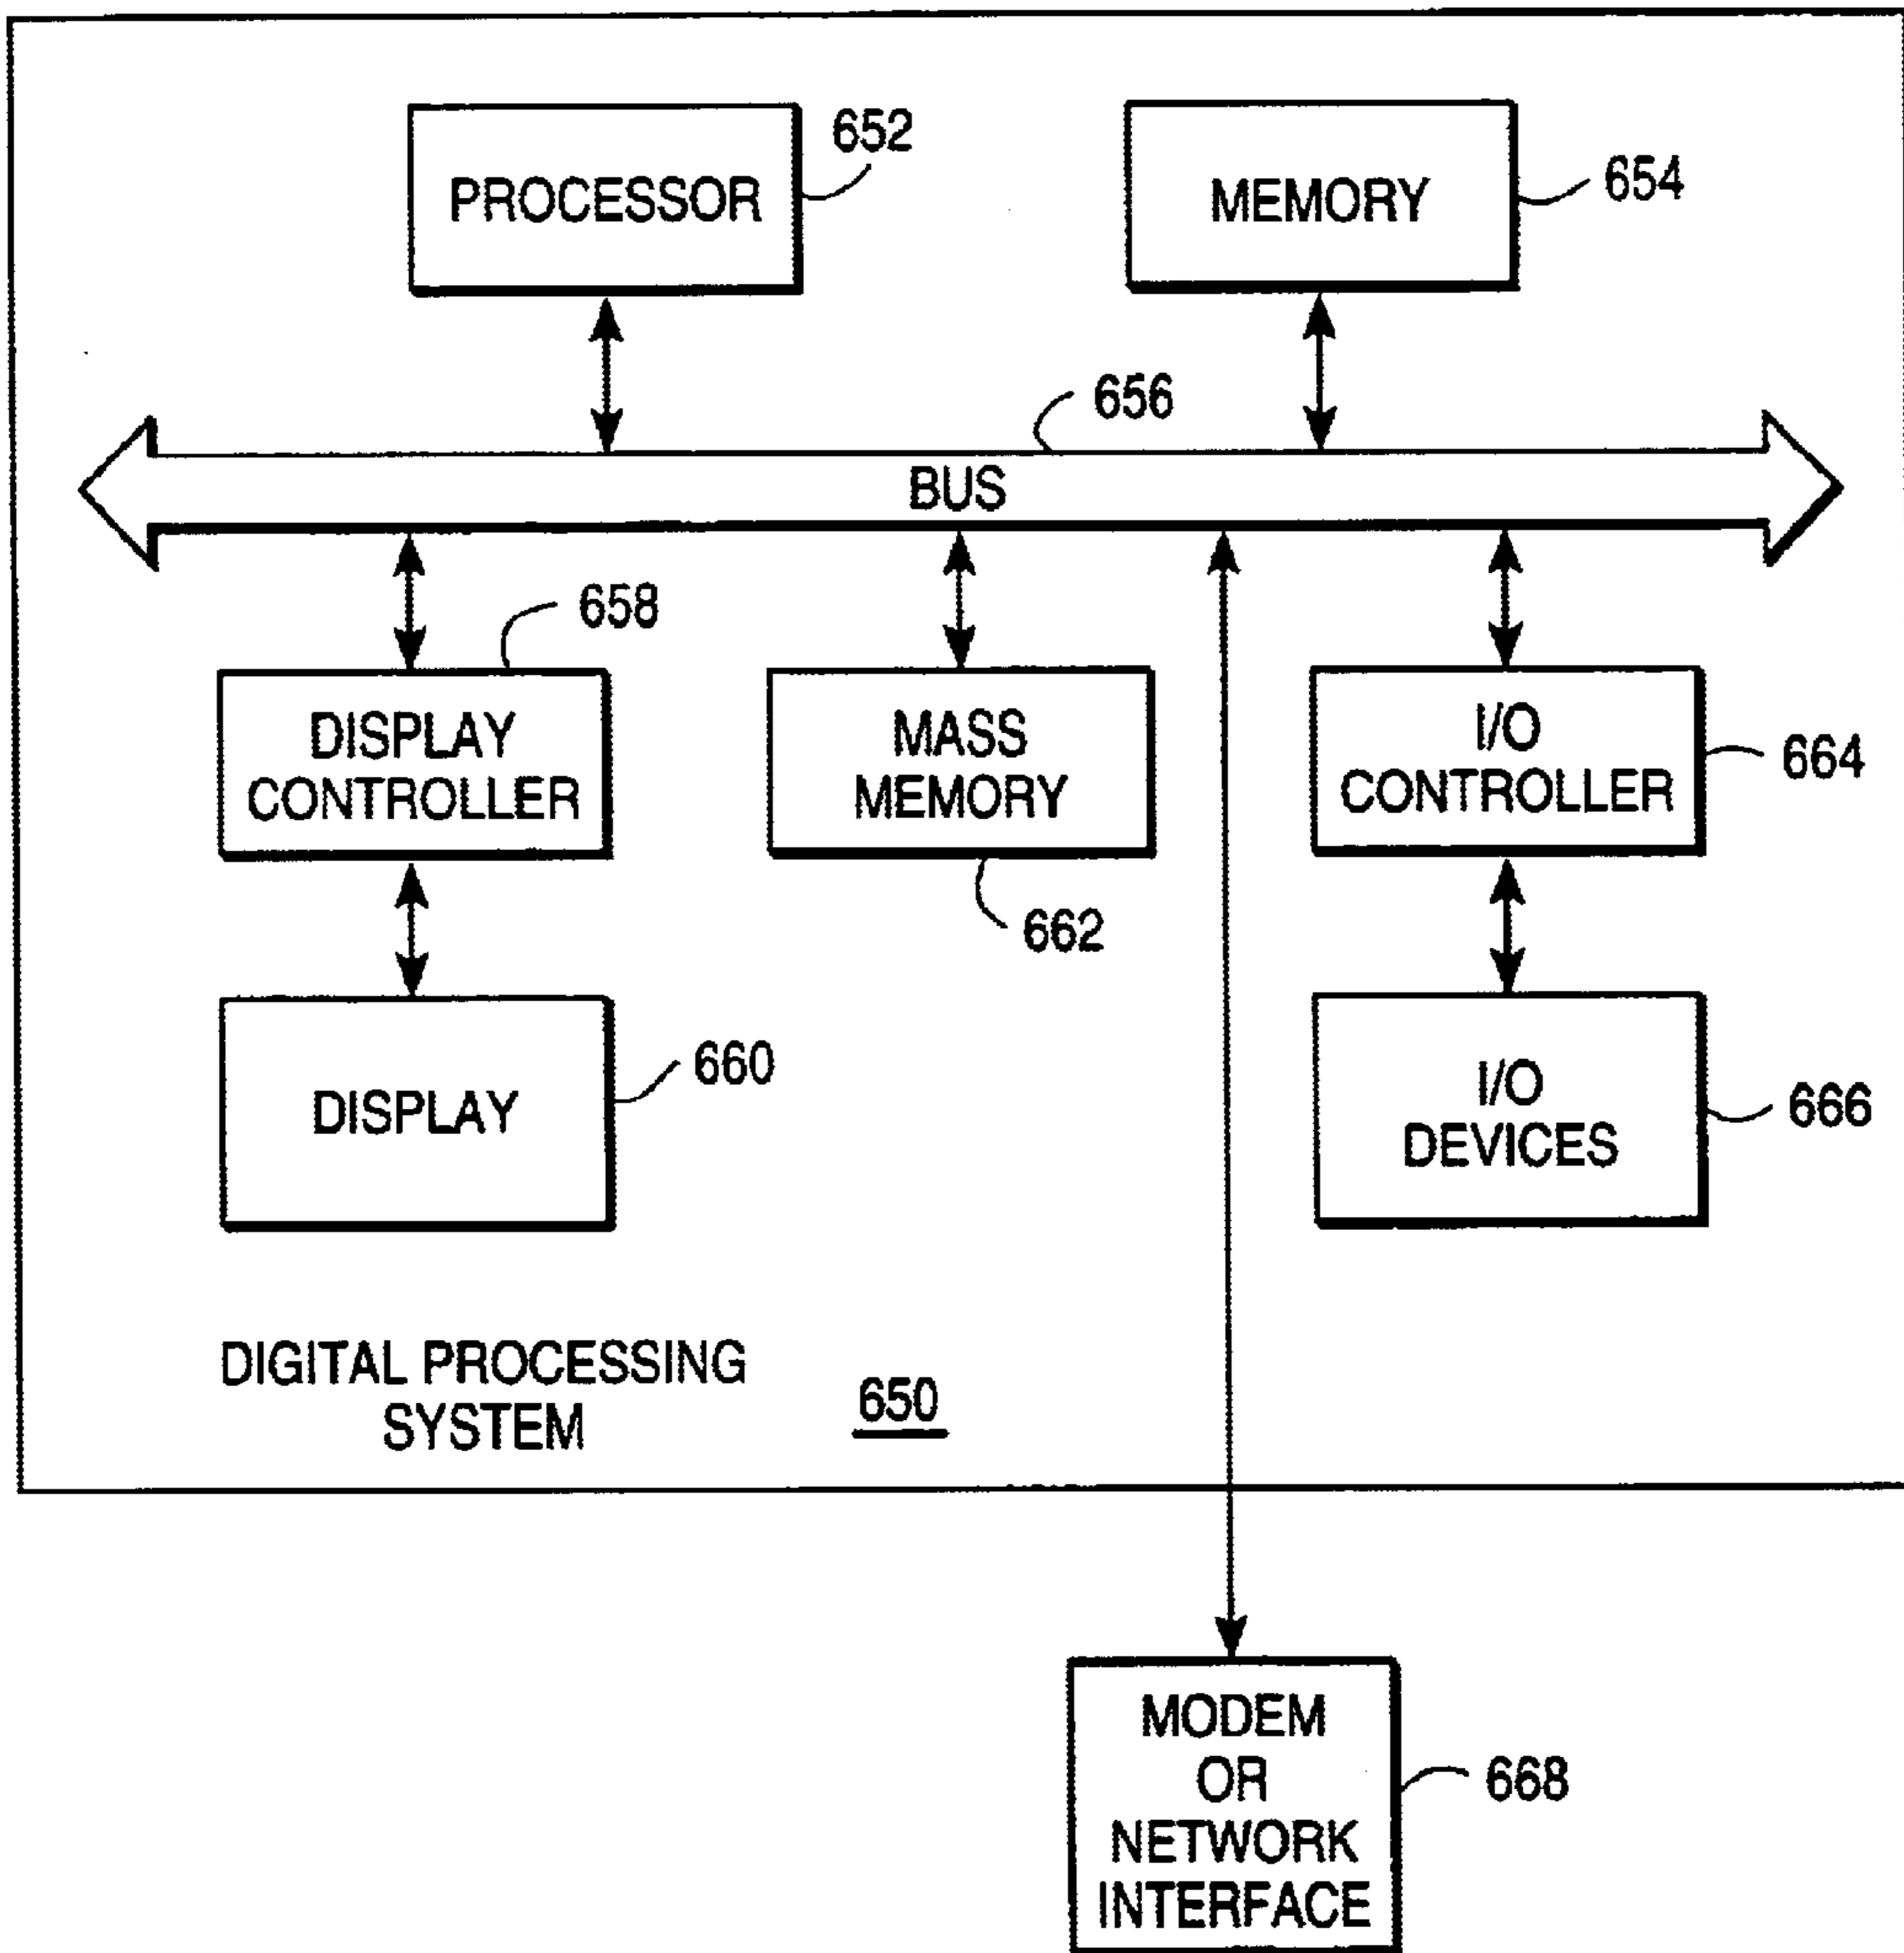 652
PROCESSOR
654
MEMORY
656
BUS
658
DISPLAY
CONTROLLER
MASS
MEMORY
662
I/O
CONTROLLER
664
DISPLAY
660
I/O
DEVICES
666
DIGITAL PROCESSING
SYSTEM
650
MODEM
OR
NETWORK
INTERFACE
668